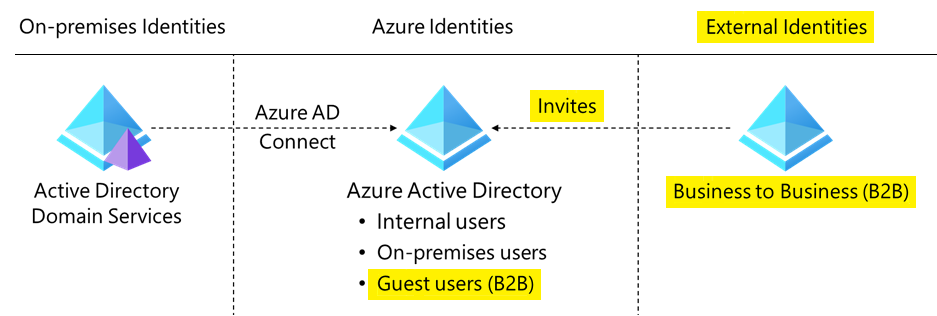 On-premises Identities
Azure Identities
External Identities
Azure AD
Connect
Invites
Active Directory
Domain Services
Azure Active Directory
• Internal users
• On-premises users
• Guest users (B2B)
Business to Business (B2B)